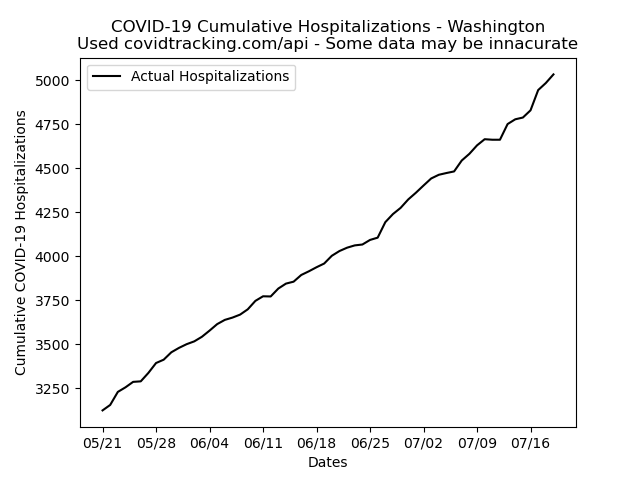 COVID-19 Cumulative Hospitalizations - Washington
Used covidtracking.com/api - Some data may be innacurate
Actual Hospitalizations
Cumulative COVID-19 Hospitalizations
5000
4750
4500
4250
4000
3750
3500
3250
05/21 05/28 06/04 06/11 06/18 06/25 07/02 07/09 07/16
Dates